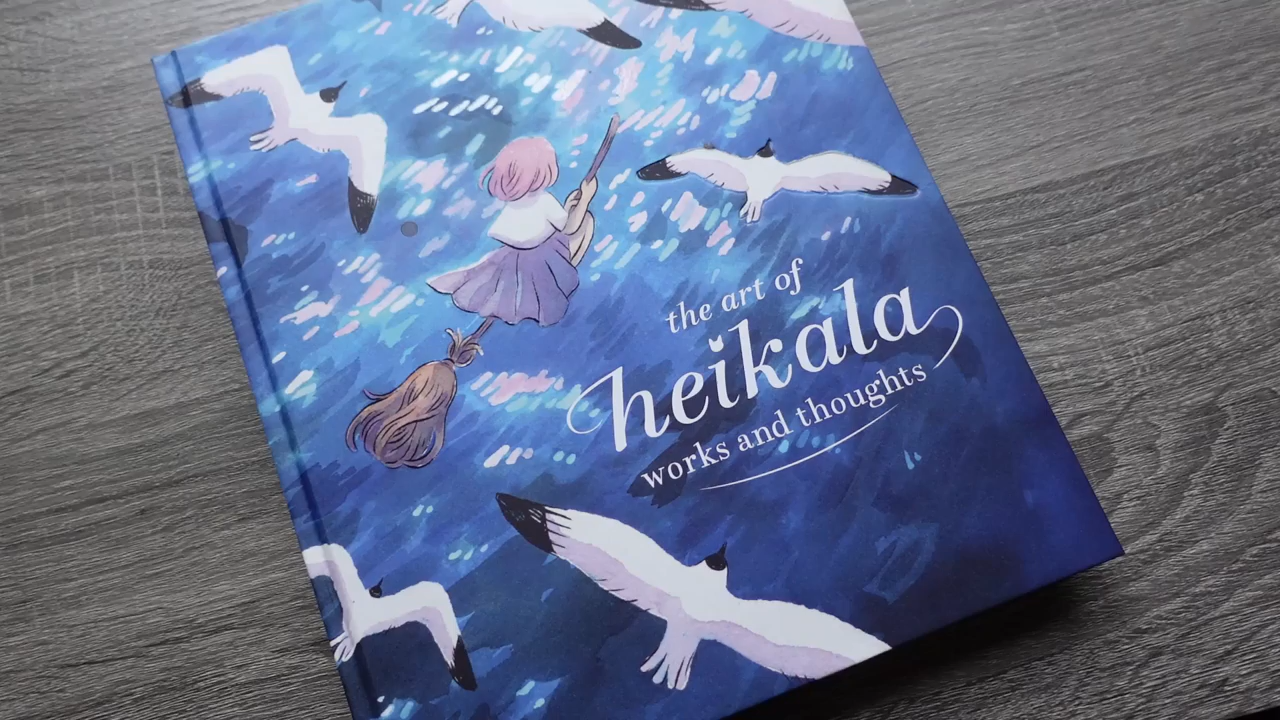 the art of
heikala
works and thoughts